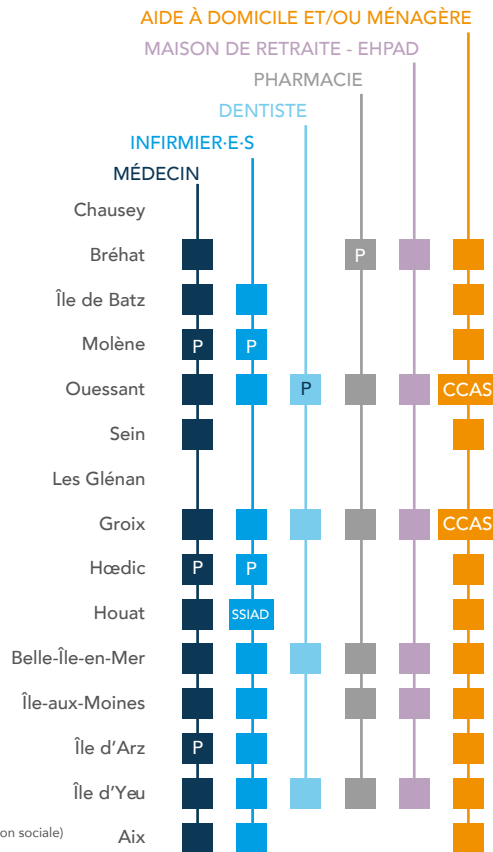 AIDE À DOMICILE ET/OU MÉNAGÈRE
MAISON DE RETRAITE - EHPAD
PHARMACIE
DENTISTE
INFIRMIER·E·S
MÉDECIN
Chausey
Bréhat P
Île de Batz
Molène P P
Ouessant P CCAS
Sein
Les Glénan
Groix CCAS
Hœdic P P
Houat SSIAD
Belle-Île-en-Mer
Île-aux-Moines
Île d'Arz P
Île d'Yeu
on sociale) Aix